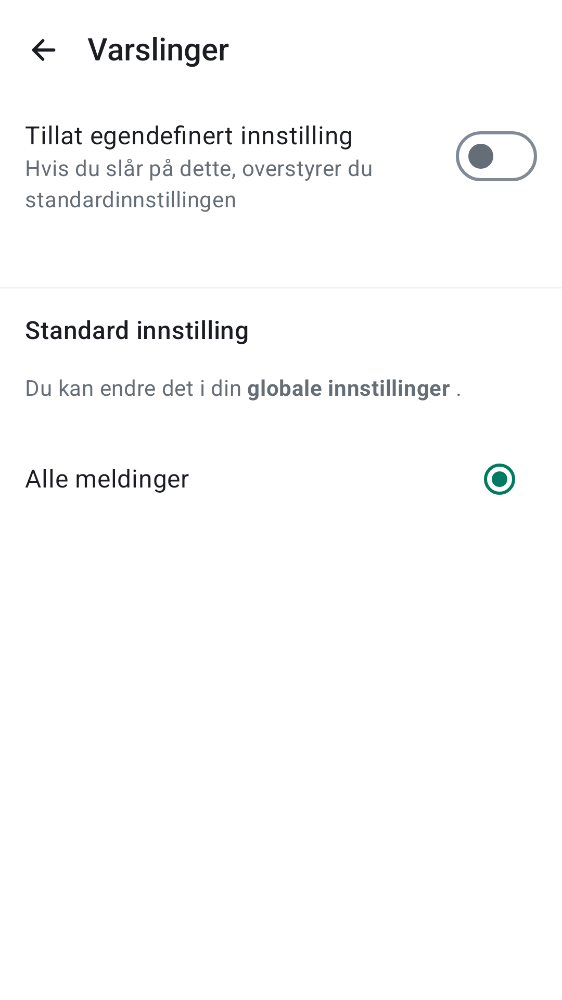 Varslinger
Tillat egendefinert innstilling
Hvis du slår på dette, overstyrer du
standardinnstillingen
Standard innstilling
Du kan endre det i din globale innstillinger .
Alle meldinger